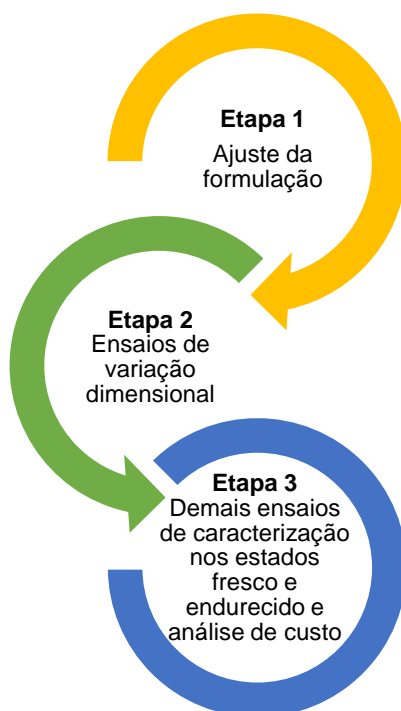 Etapa 1
Ajuste da
formulação
Etapa 2
Ensaios de
variação
dimensional
Etapa 3
Demais ensaios
de caracterização
nos estados
fresco e
endurecido e
análise de custo